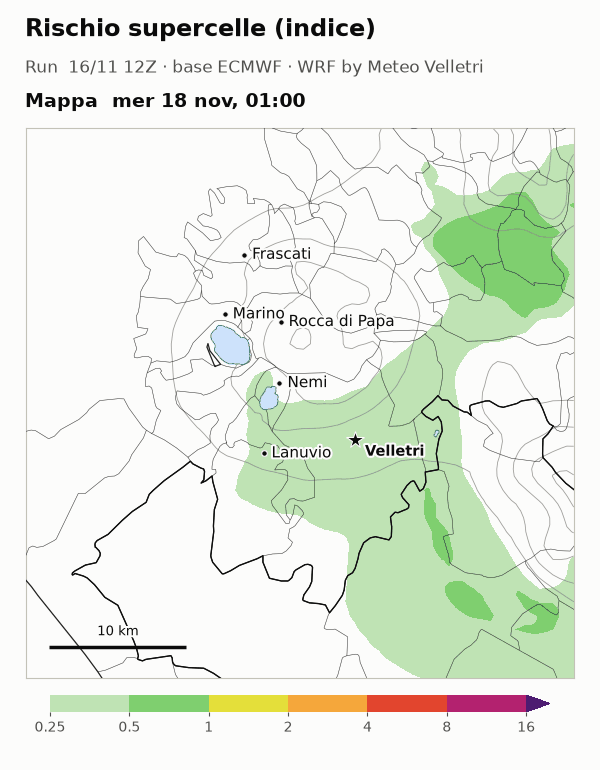 Rischio supercelle (indice)
Run  16/11 12Z · base ECMWF · WRF by Meteo Velletri
Mappa  mer 18 nov, 01:00
Frascati
Marino
Rocca di Papa
Nemi
Velletri
Lanuvio
10 km
0.25 0.5 1 2 4 8 16